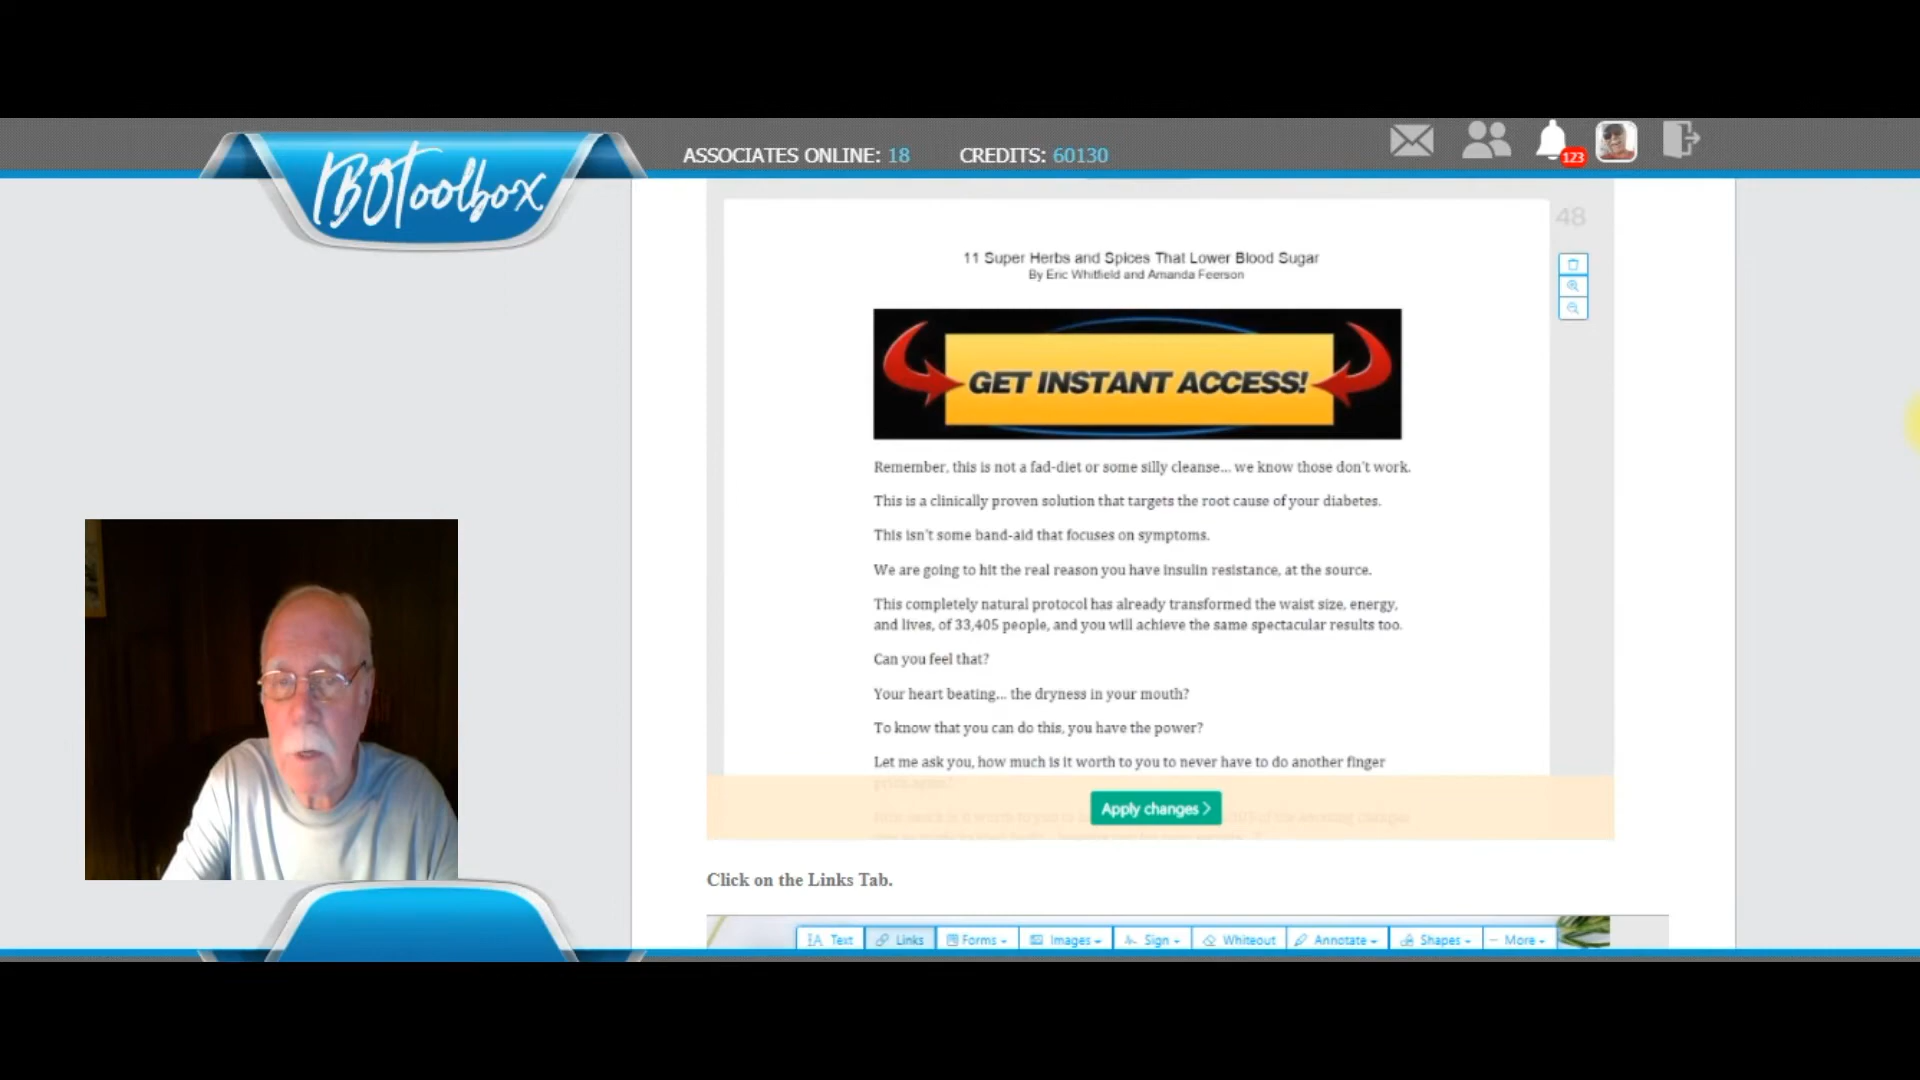 IBOToolbox
ASSOCIATES ONLINE: 18 CREDITS: 60130
123
48
11 Super Herbs and Spices That Lower Blood Sugar
By Eric Whitfield and Amanda Feerson
GET INSTANT ACCESS!
Remember, this is not a fad-diet or some silly cleanse... we know those don't work.
This is a clinically proven solution that targets the root cause of your diabetes.
This isn't some band-aid that focuses on symptoms.
We are going to hit the real reason you have insulin resistance, at the source.
This completely natural protocol has already transformed the waist size, energy,
and lives, of 33,405 people, and you will achieve the same spectacular results too.
Can you feel that?
Your heart beating... the dryness in your mouth?
To know that you can do this, you have the power?
Let me ask you, how much is it worth to you to never have to do another finger
Apply changes
Click on the Links Tab.
Text Links Forms Images Sign Whiteout Annotate Shapes More